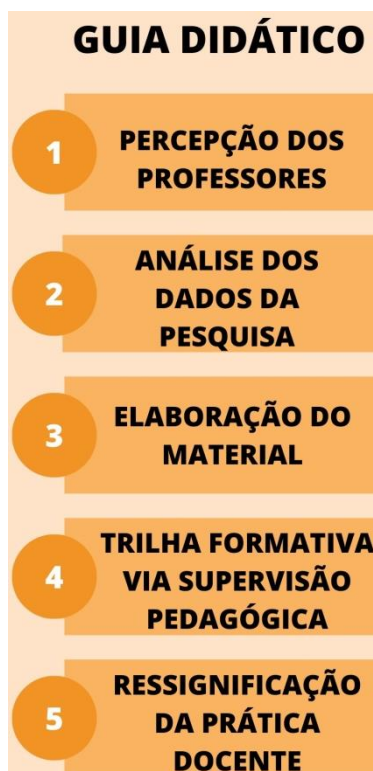 GUIA DIDÁTICO
1
PERCEPÇÃO DOS
PROFESSORES
2
ANÁLISE DOS
DADOS DA
PESQUISA
3
ELABORAÇÃO DO
MATERIAL
4
TRILHA FORMATIVA
VIA SUPERVISÃO
PEDAGÓGICA
5
RESSIGNIFICAÇÃO
DA PRÁTICA
DOCENTE